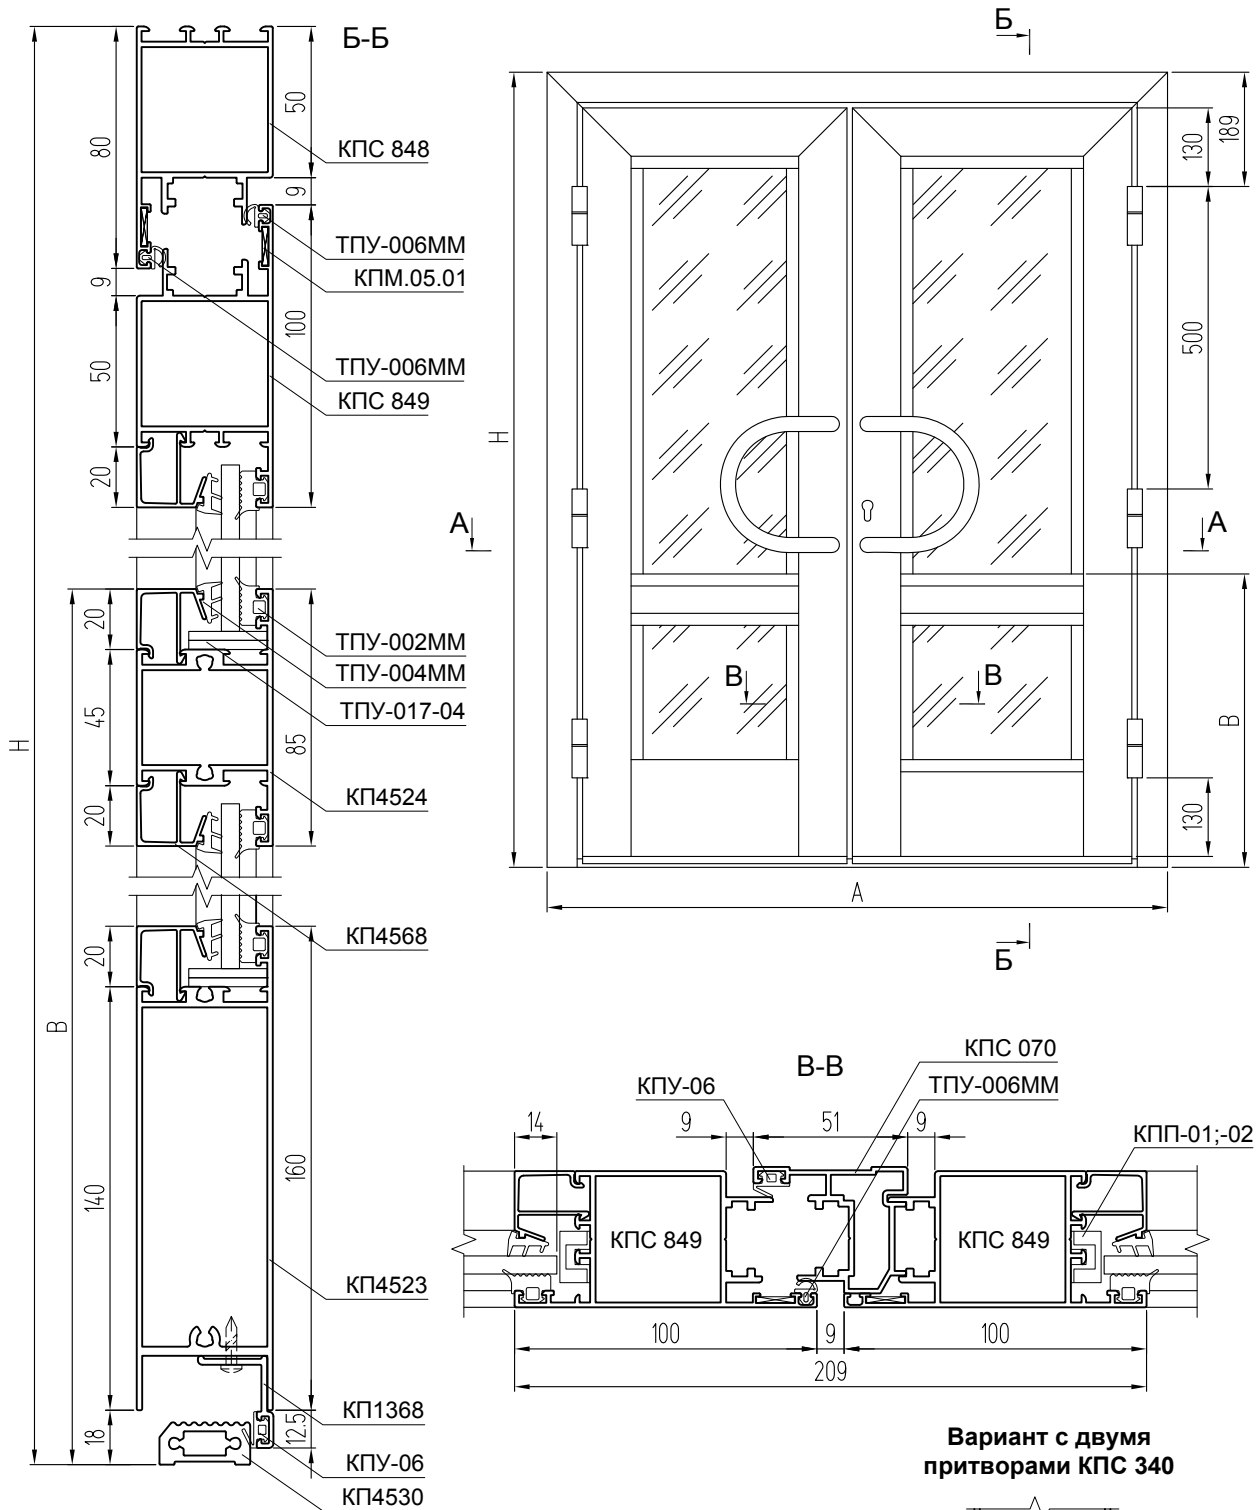 Б-Б
80
50
КПС 848
9
ТПУ-006ММ
КПМ.05.01
9
100
ТПУ-006ММ
50
КПС 849
20
H
20
ТПУ-002ММ
ТПУ-004ММ
ТПУ-017-04
45
85
КП4524
20
КП4568
20
B
140
160
КП4523
КП1368
18
12.5
КПУ-06
КП4530
Б
130
189
500
H
А
А
В
В
B
130
A
Б
В-В
КПС 070
КПУ-06
ТПУ-006ММ
14
9
51
9
КПП-01;-02
КПС 849
КПС 849
100
9
100
209
Вариант с двумя
притворами КПС 340